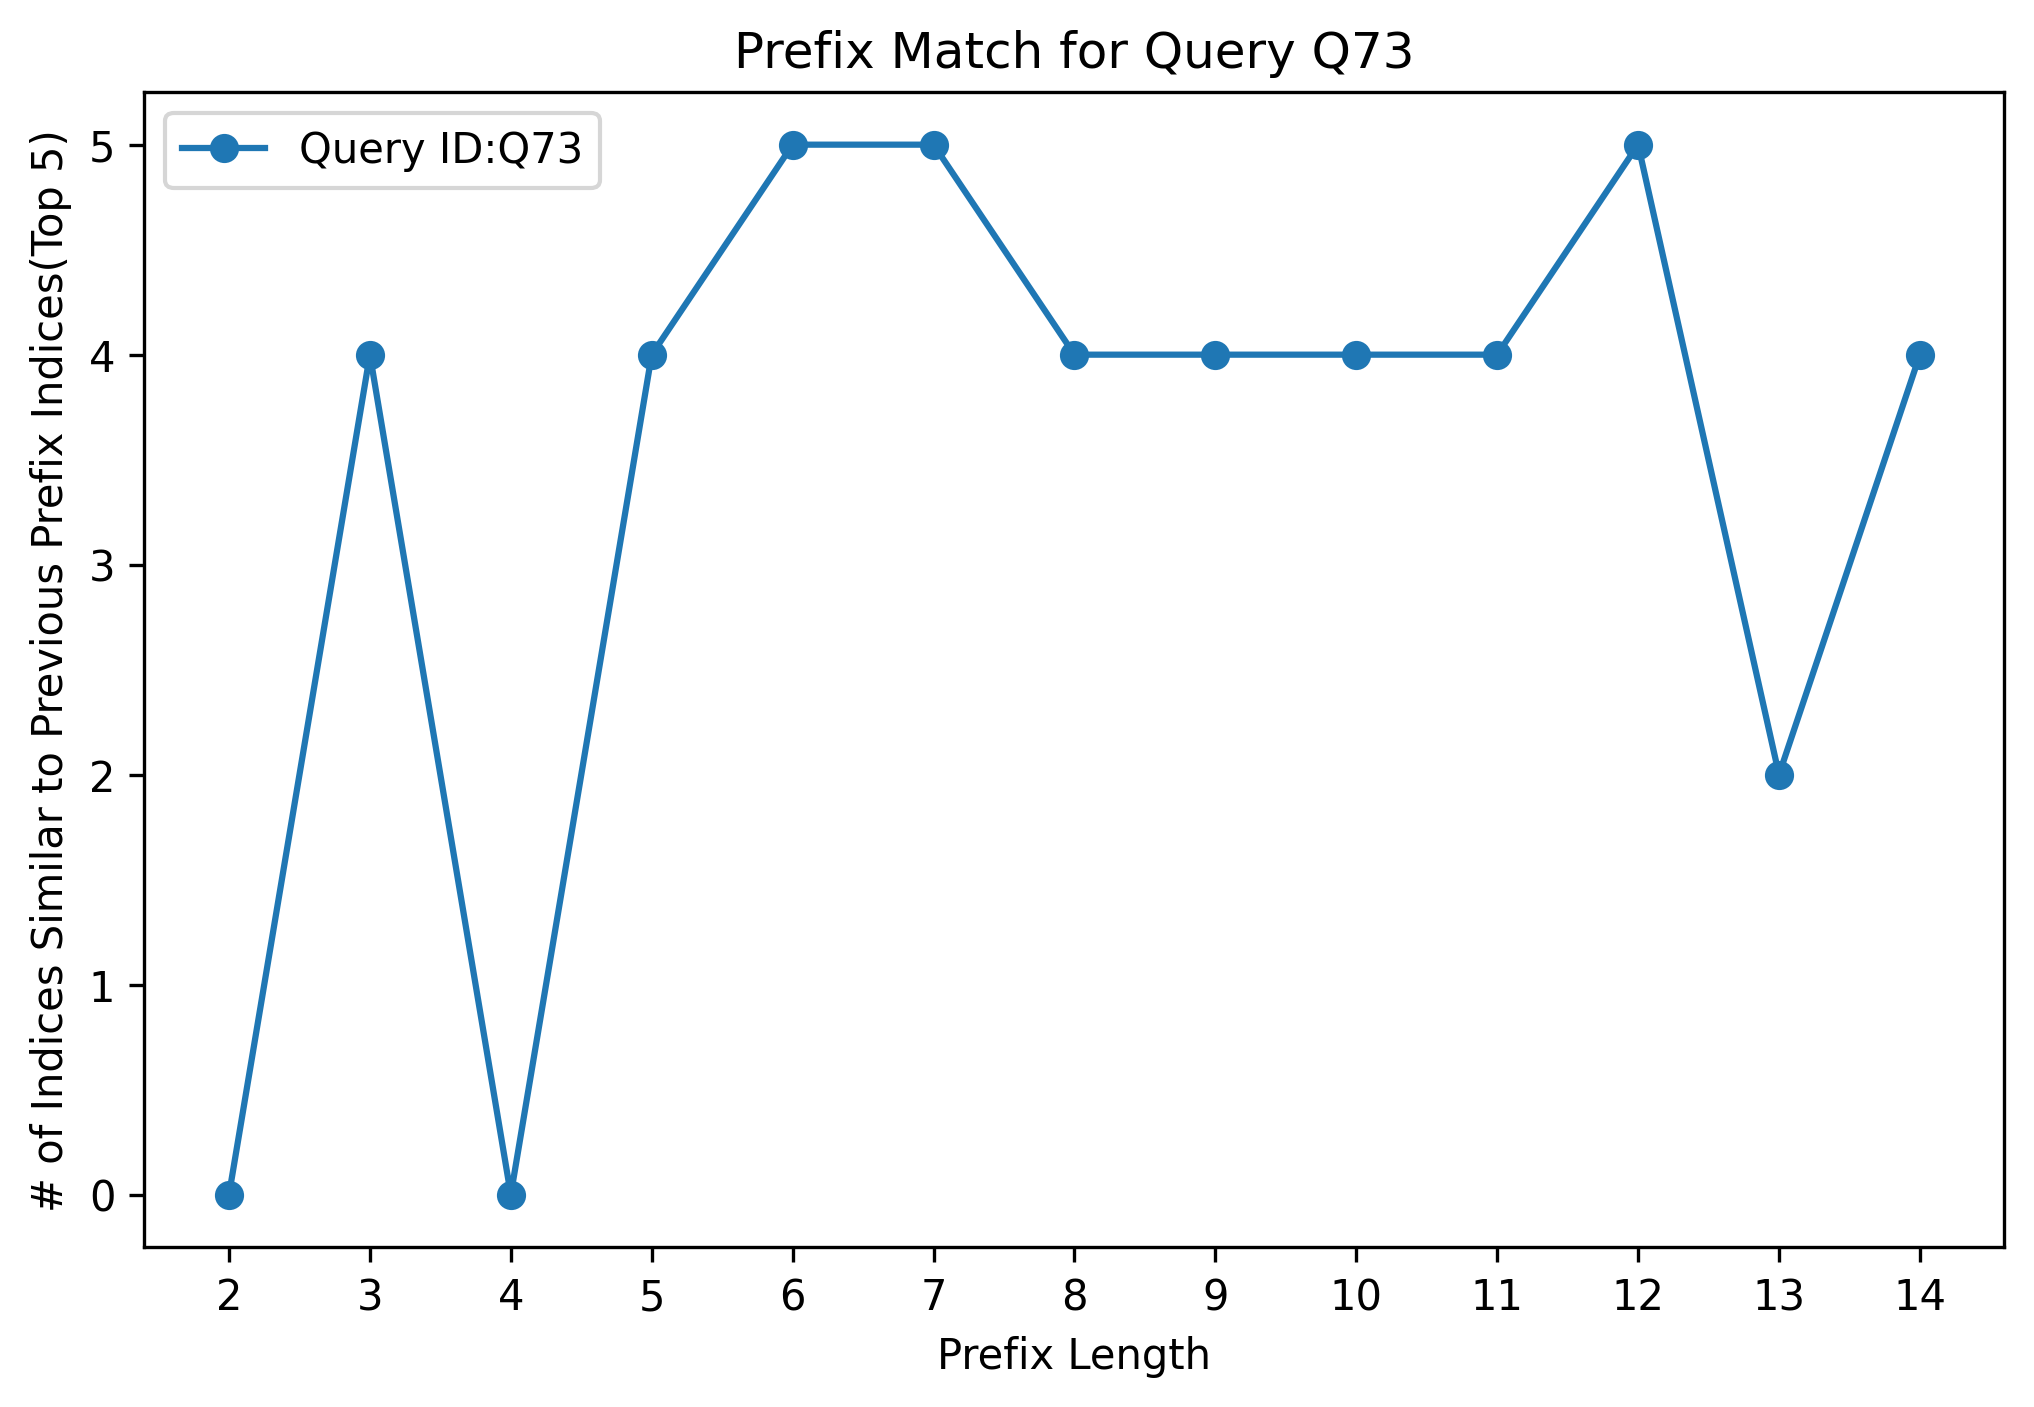 Prefix Match for Query Q73
Query ID:Q73
# of Indices Similar to Previous Prefix Indices(Top 5)
5
4
3
2
1
0
2 3 4 5 6 7 8 9 10 11 12 13 14
Prefix Length